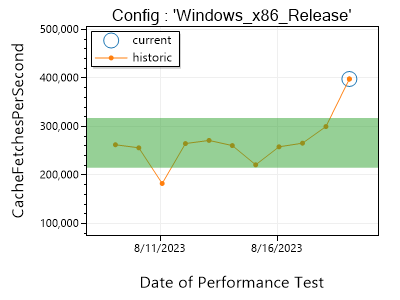 Config : 'Windows_x86_Release'
CacheFetchesPerSecond
500,000
400,000
300,000
200,000
100,000
current
historic
8/11/2023
8/16/2023
Date of Performance Test